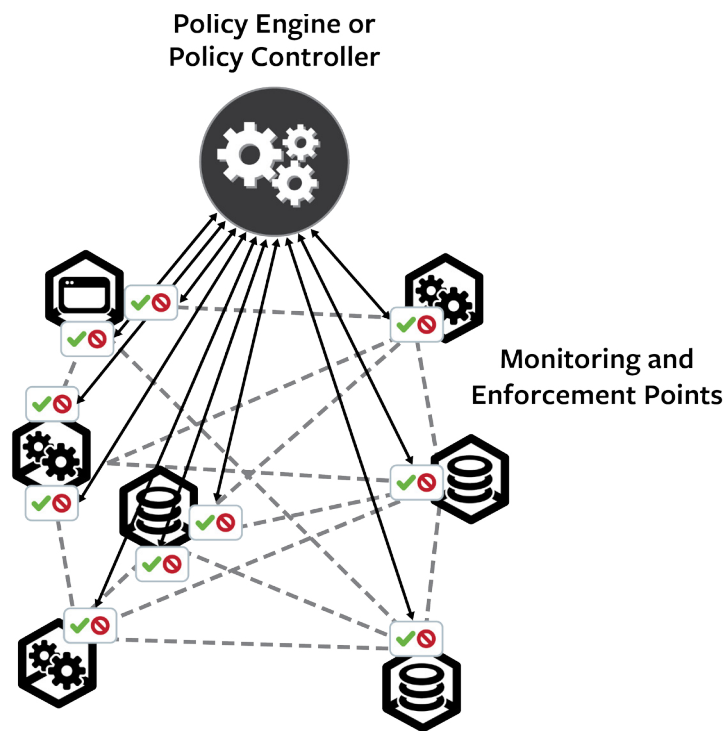 Policy Engine or
Policy Controller
Monitoring and
Enforcement Points